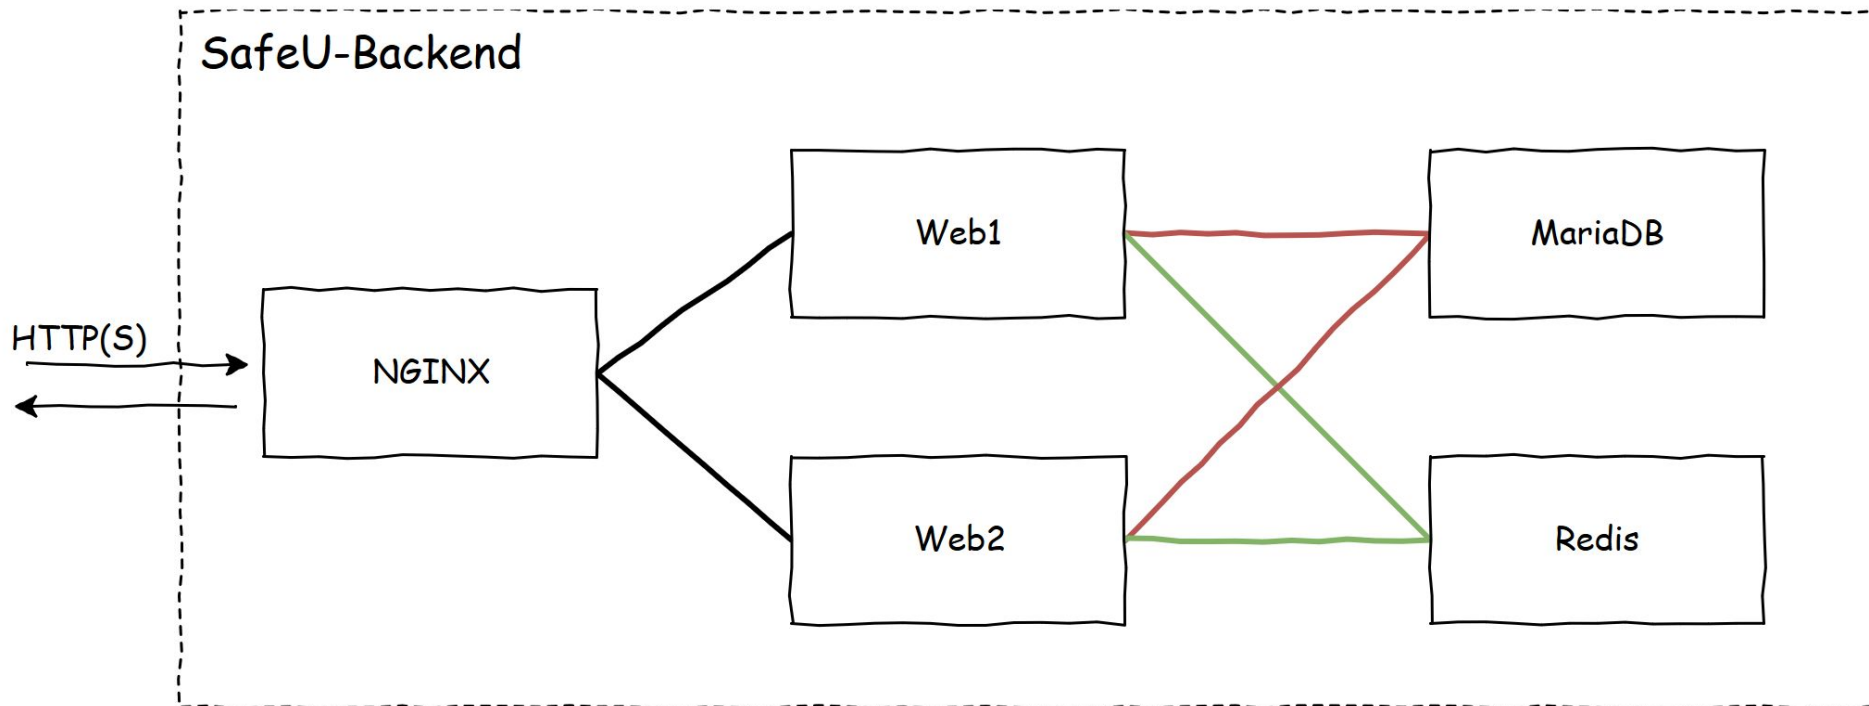 SafeU-Backend
HTTP(S)
NGINX
Web1
MariaDB
Web2
Redis